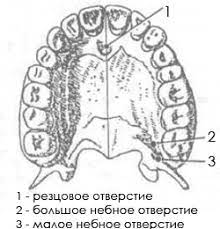 1
2
3
1 - резцовое отверстие
2 - большое небное отверстие
3 - малое небное отверстие